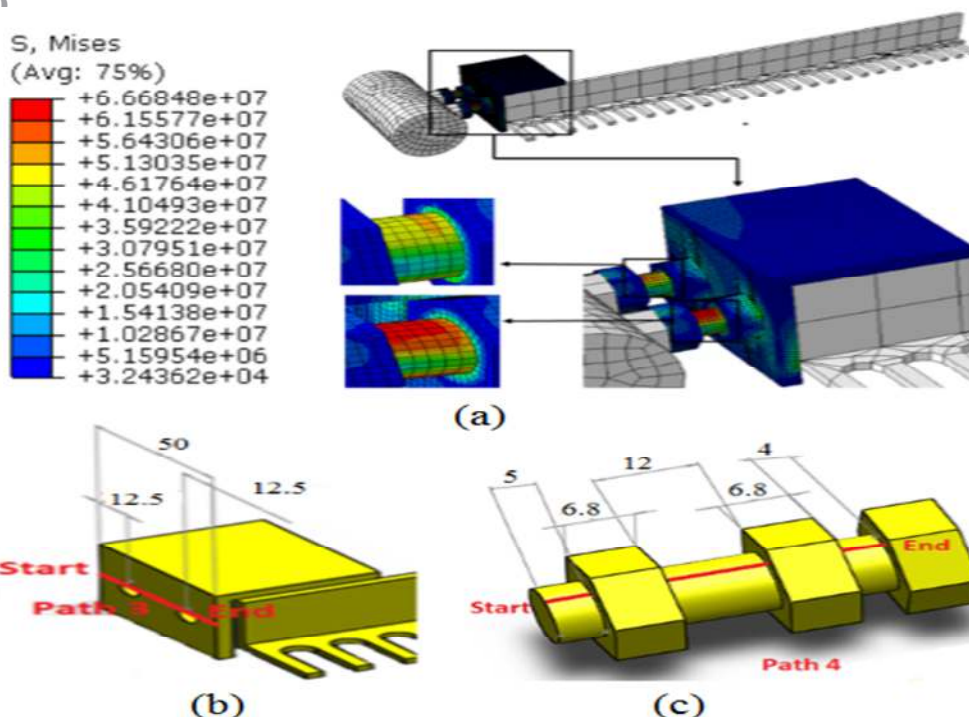 S, Mises
(Avg: 75%)
+6.66848e+07
+6.15577e+07
+5.64306e+07
+5.13035e+07
+4.61764e+07
+4.10493e+07
+3.59222e+07
+3.07951e+07
+2.56680e+07
+2.05409e+07
+1.54138e+07
+1.02867e+07
+5.15954e+06
+3.24362e+04
(a)
50
12.5
12.5
Start
Path 3
End
(b)
5
12
4
6.8
6.8
Start
End
Path 4
(c)